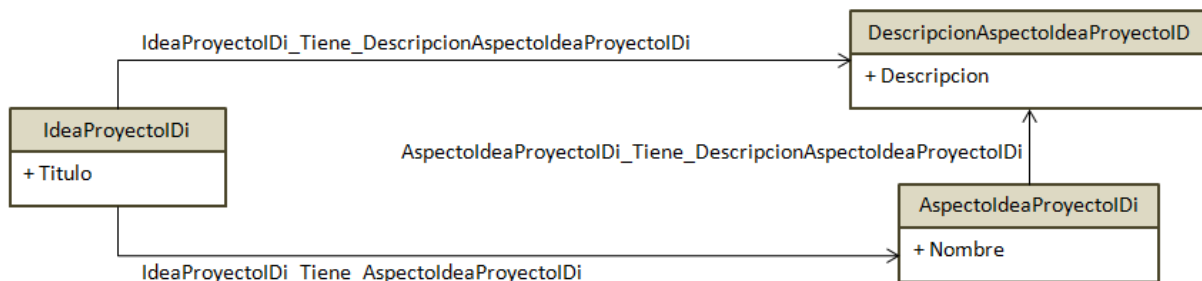 IdeaProyectoIDi_Tiene_DescripcionAspectoIdeaProyectoIDi
DescripcionAspectoIdeaProyectoID
+ Descripcion
IdeaProyectoIDi
+ Titulo
AspectoIdeaProyectoIDi_Tiene_DescripcionAspectoIdeaProyectoIDi
AspectoIdeaProyectoIDi
+ Nombre
IdeaProyectoIDi_Tiene_AspectoIdeaProyectoIDi